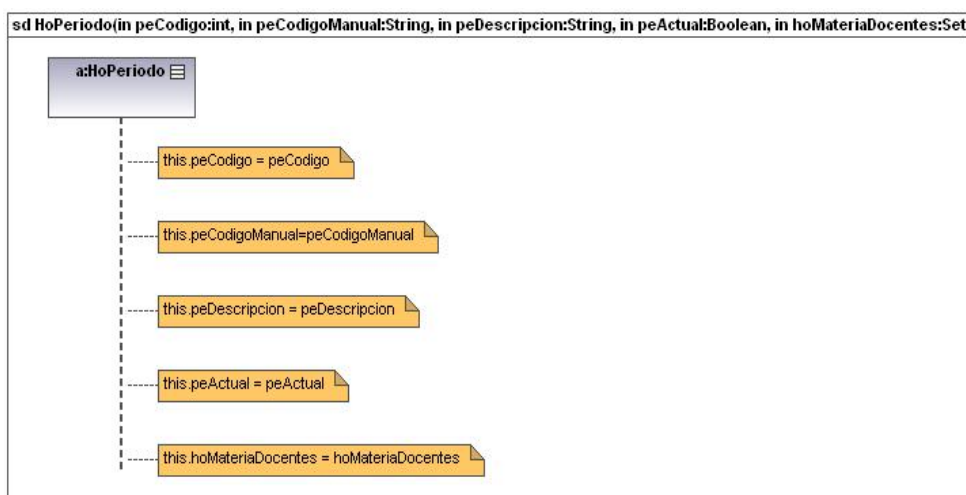 sd HoPeriodo(in peCodigo:int, in peCodigoManual:String, in peDescripcion:String, in peActual:Boolean, in hoMateriaDocentes:Set
a:HoPeriodo
this.peCodigo = peCodigo
this.peCodigoManual=peCodigoManual
this.peDescripcion = peDescripcion
this.peActual = peActual
this.hoMateriaDocentes = hoMateriaDocentes